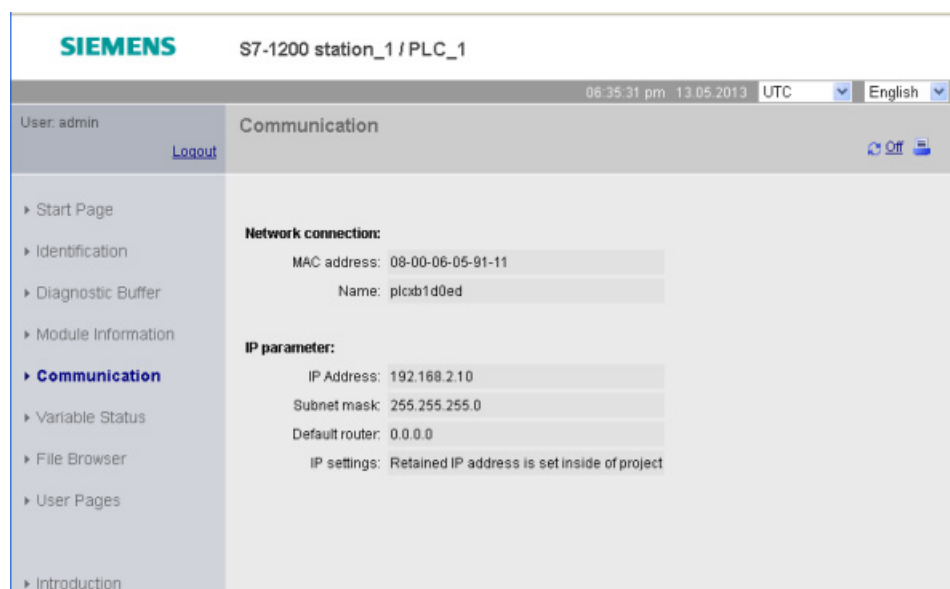 SIEMENS S7-1200 station_1 / PLC_1
06:35:31 pm 13.05.2013 UTC English
User: admin
Logout
Communication
Off
Start Page
Identification
Diagnostic Buffer
Module Information
Communication
Variable Status
File Browser
User Pages
Introduction
Network connection:
MAC address: 08-00-06-05-91-11
Name: plcxb1d0ed
IP parameter:
IP Address: 192.168.2.10
Subnet mask: 255.255.255.0
Default router: 0.0.0.0
IP settings: Retained IP address is set inside of project